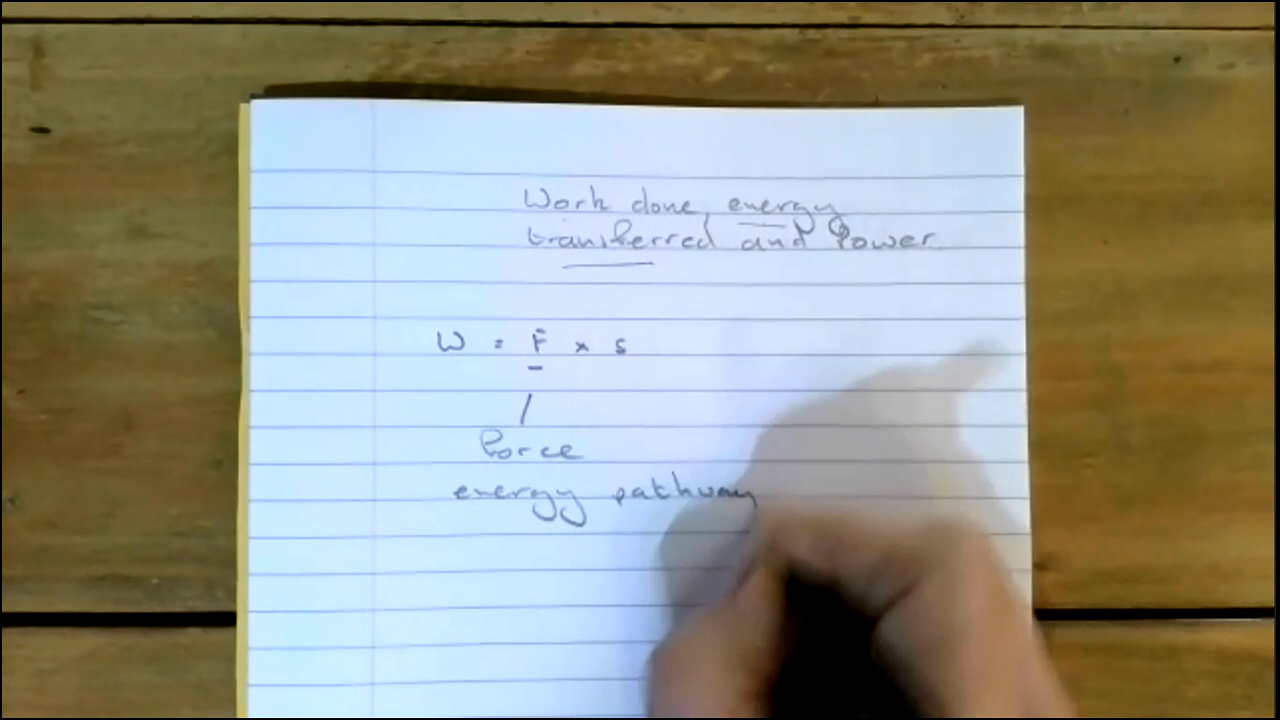 Work done, energy
transferred and Power.
W = F x s
Force
energy pathway